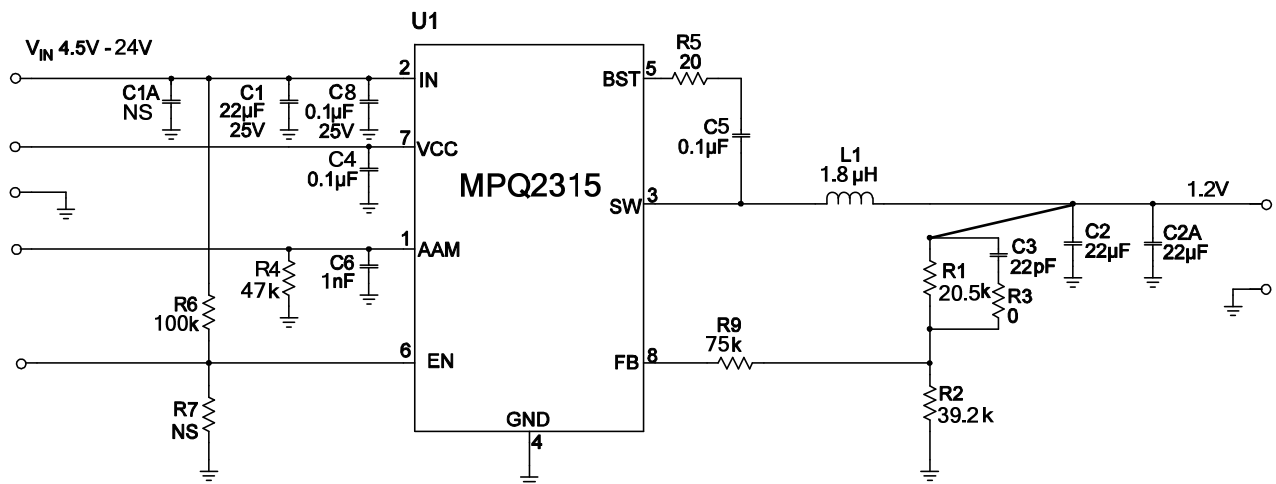 U1
V_IN 4.5V - 24V
C1A
NS
C1
22µF
25V
C8
0.1µF
25V
2
IN
BST
5
R5
20
C5
0.1µF
7
VCC
C4
0.1µF
MPQ2315
SW
3
L1
1.8 µH
1.2V
C2
22µF
C2A
22µF
1
AAM
R4
47k
C6
1nF
C3
22pF
R1
20.5k
R3
0
R6
100k
6
EN
FB
8
R9
75k
R7
NS
R2
39.2 k
GND
4